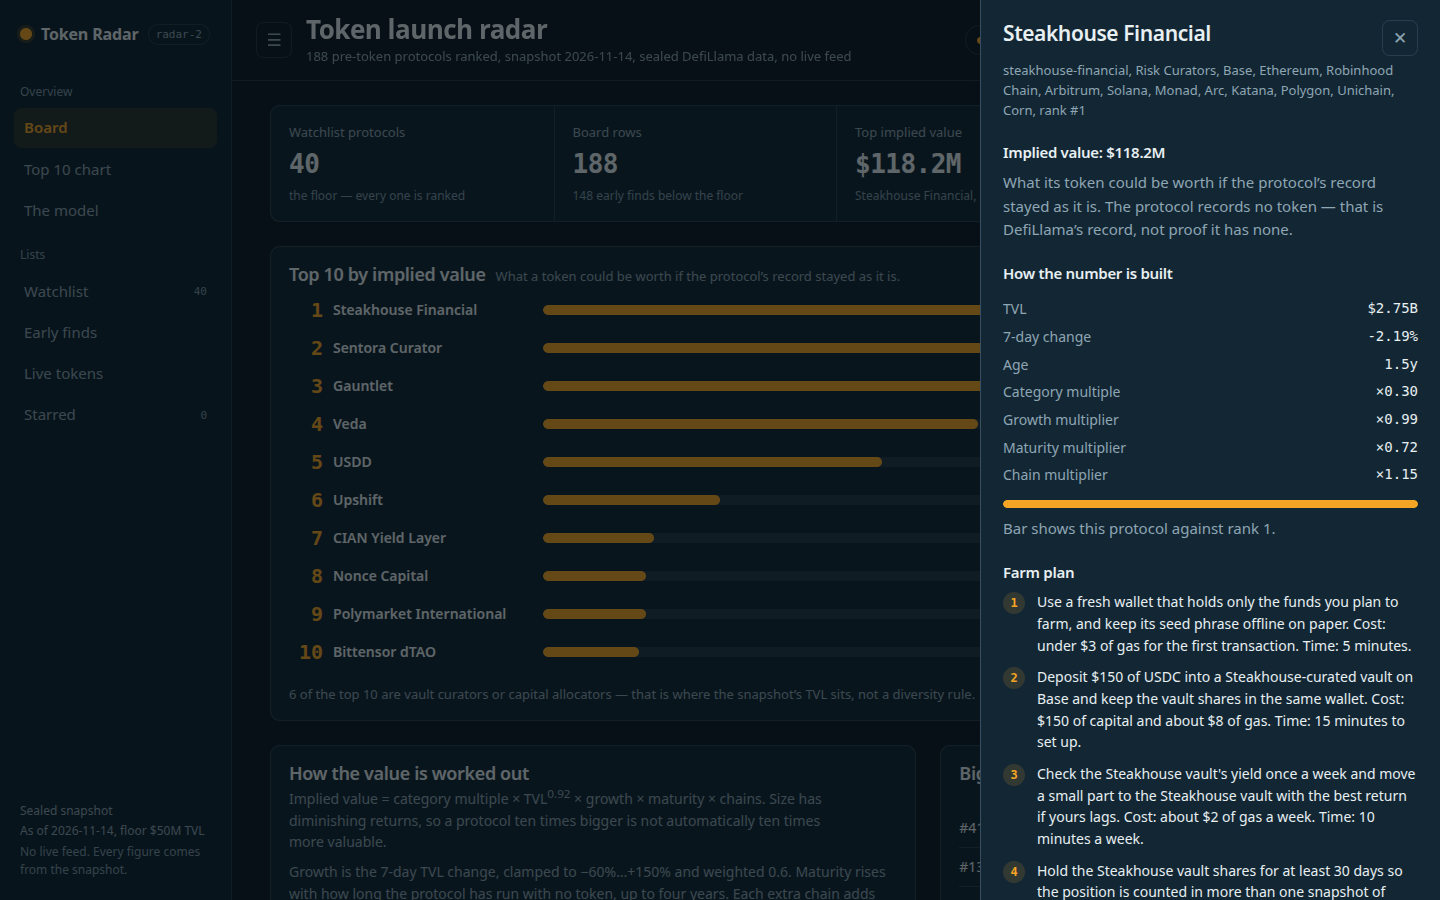 Token Radar
radar-2
Overview
Board
Top 10 chart
The model
Lists
Watchlist 40
Early finds
Live tokens
Starred 0
Sealed snapshot
As of 2026-11-14, floor $50M TVL
No live feed. Every figure comes
from the snapshot.
☰
Token launch radar
188 pre-token protocols ranked, snapshot 2026-11-14, sealed DefiLlama data, no live feed
Watchlist protocols
40
the floor — every one is ranked
Board rows
188
148 early finds below the floor
Top implied value
$118.2M
Steakhouse Financial,
Top 10 by implied value What a token could be worth if the protocol’s record stayed as it is.
1 Steakhouse Financial
2 Sentora Curator
3 Gauntlet
4 Veda
5 USDD
6 Upshift
7 CIAN Yield Layer
8 Nonce Capital
9 Polymarket International
10 Bittensor dTAO
6 of the top 10 are vault curators or capital allocators — that is where the snapshot’s TVL sits, not a diversity rule.
How the value is worked out
Implied value = category multiple × TVL0.92 × growth × maturity × chains. Size has
diminishing returns, so a protocol ten times bigger is not automatically ten times
more valuable.
Growth is the 7-day TVL change, clamped to −60%…+150% and weighted 0.6. Maturity rises
with how long the protocol has run with no token, up to four years. Each extra chain adds
Steakhouse Financial
✕
steakhouse-financial, Risk Curators, Base, Ethereum, Robinhood
Chain, Arbitrum, Solana, Monad, Arc, Katana, Polygon, Unichain,
Corn, rank #1
Implied value: $118.2M
What its token could be worth if the protocol’s record
stayed as it is. The protocol records no token — that is
DefiLlama’s record, not proof it has none.
How the number is built
TVL $2.75B
7-day change -2.19%
Age 1.5y
Category multiple ×0.30
Growth multiplier ×0.99
Maturity multiplier ×0.72
Chain multiplier ×1.15
Bar shows this protocol against rank 1.
Farm plan
1 Use a fresh wallet that holds only the funds you plan to
farm, and keep its seed phrase offline on paper. Cost:
under $3 of gas for the first transaction. Time: 5 minutes.
2 Deposit $150 of USDC into a Steakhouse-curated vault on
Base and keep the vault shares in the same wallet. Cost:
$150 of capital and about $8 of gas. Time: 15 minutes to
set up.
3 Check the Steakhouse vault's yield once a week and move
a small part to the Steakhouse vault with the best return
if yours lags. Cost: about $2 of gas a week. Time: 10
minutes a week.
4 Hold the Steakhouse vault shares for at least 30 days so
the position is counted in more than one snapshot of